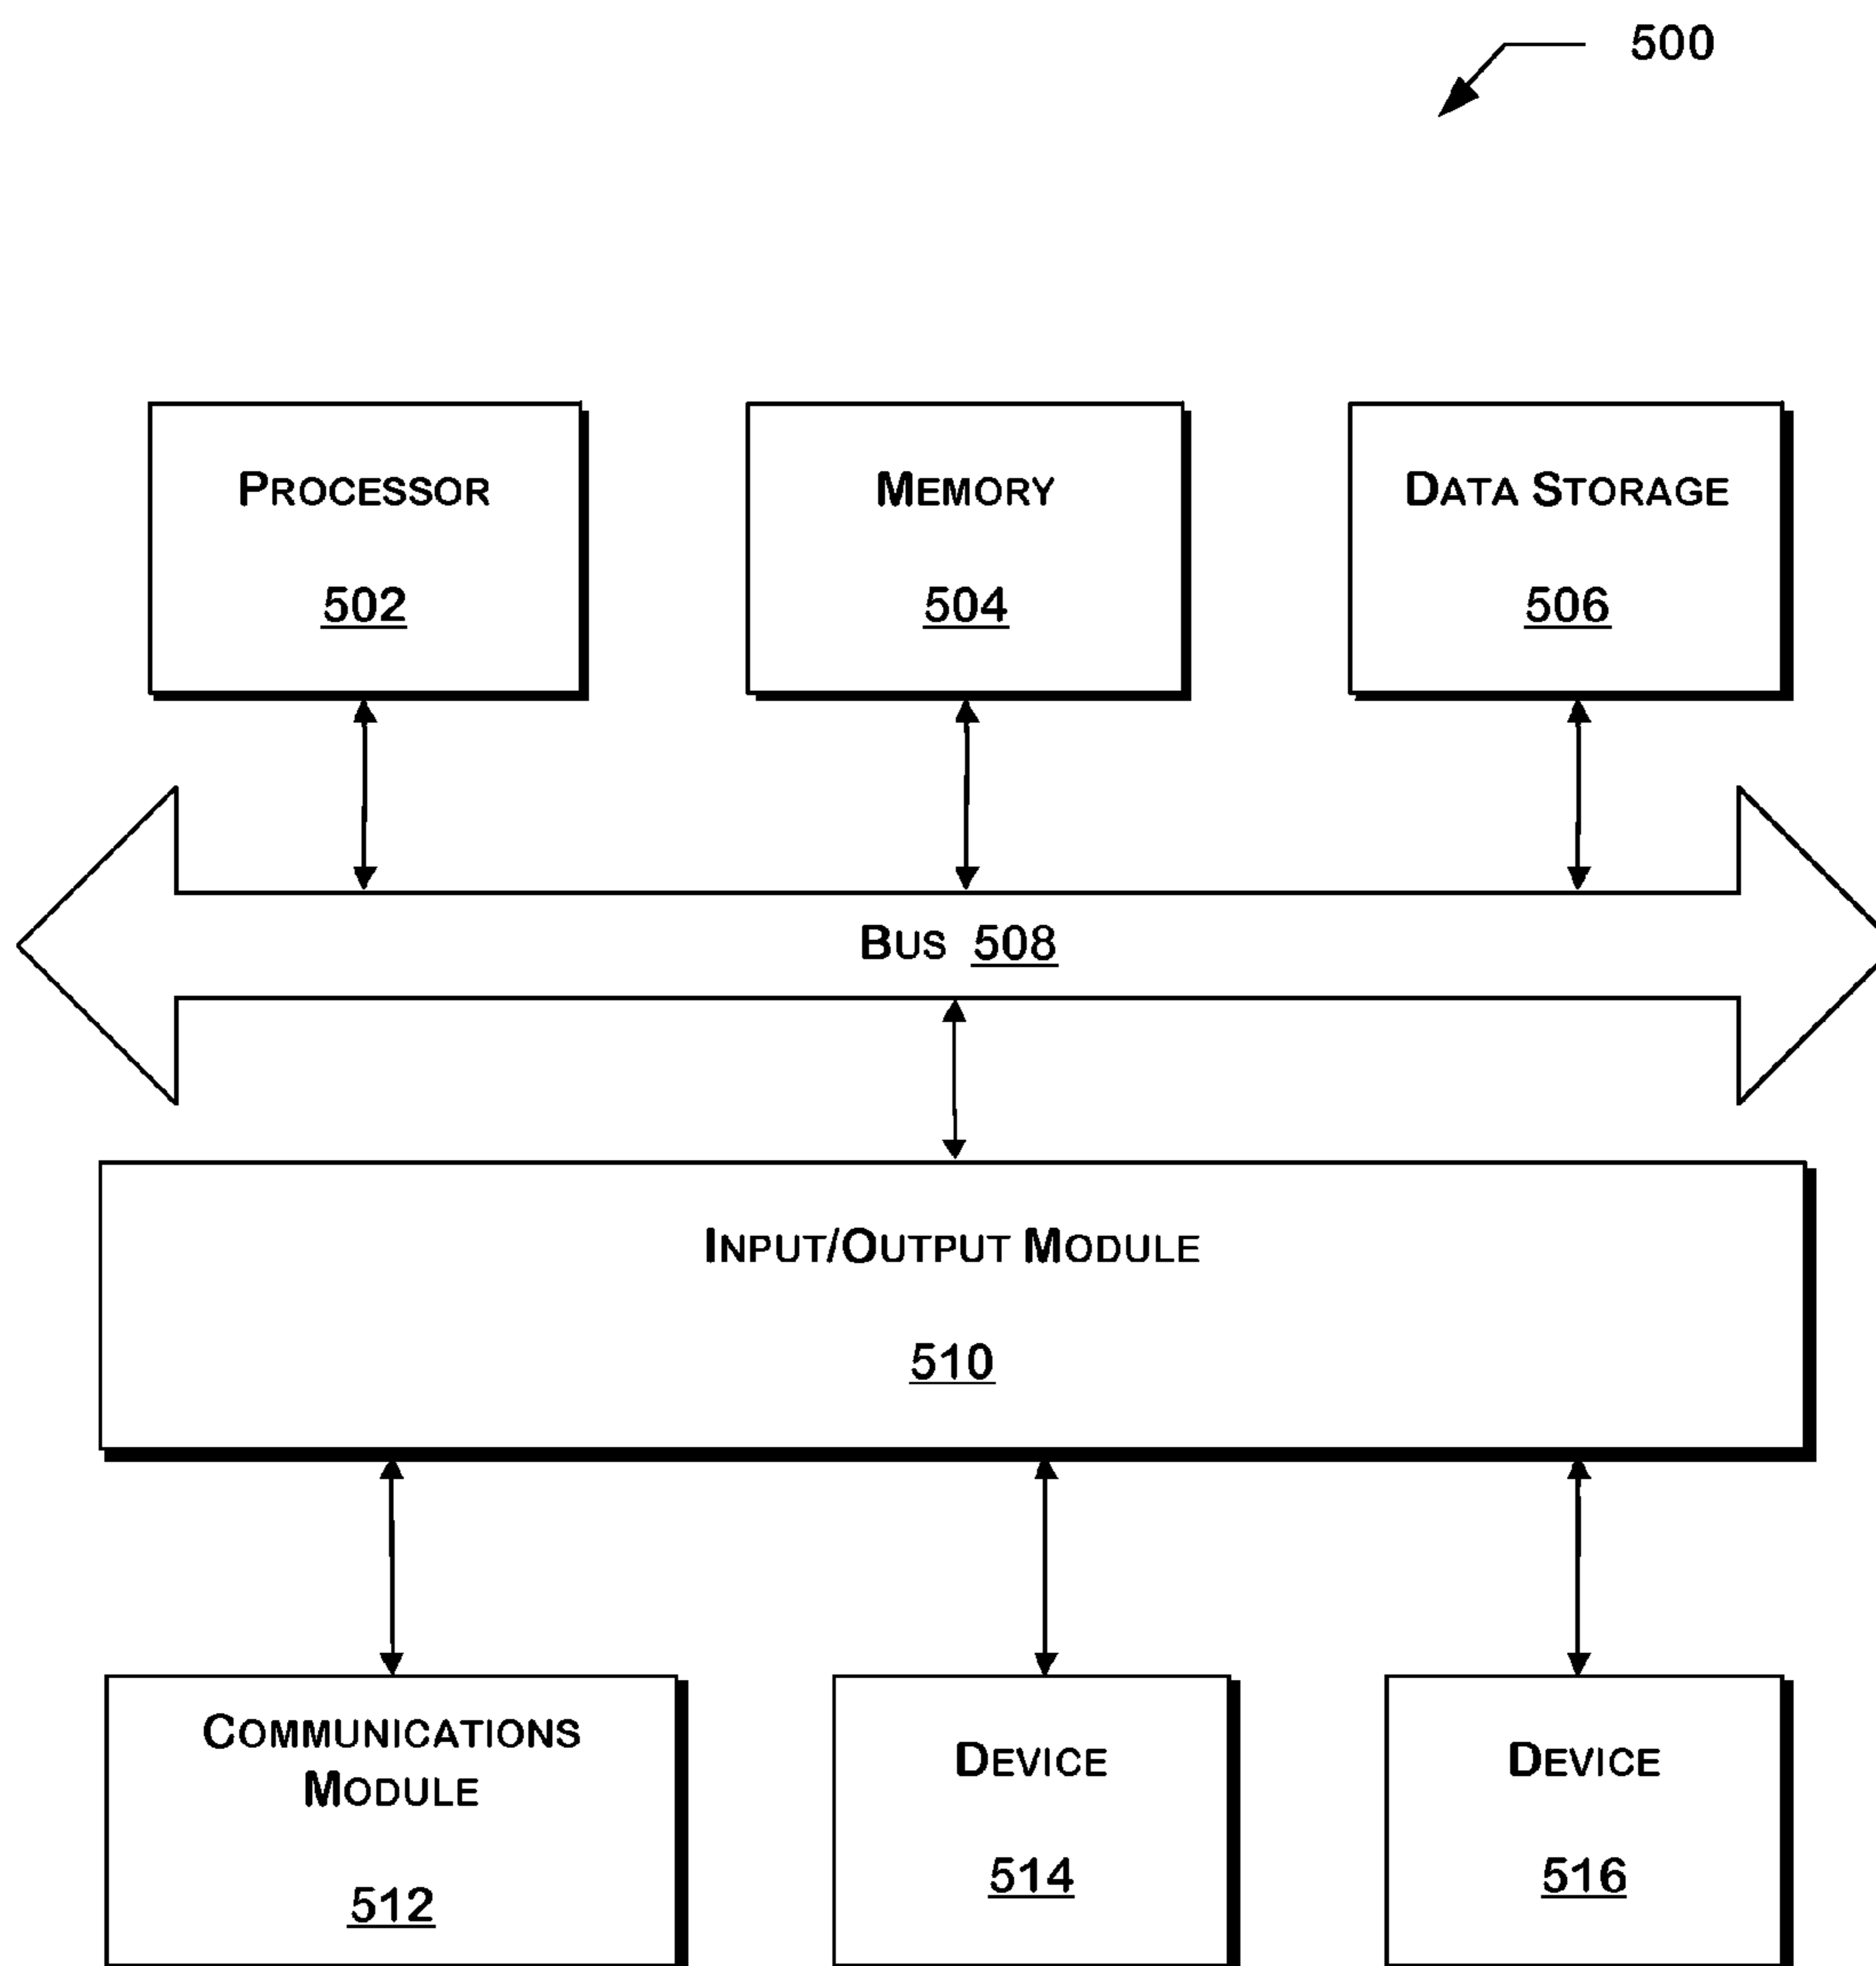 500
PROCESSOR
502
MEMORY
504
DATA STORAGE
506
BUS 508
INPUT/OUTPUT MODULE
510
COMMUNICATIONS
MODULE
512
DEVICE
514
DEVICE
516